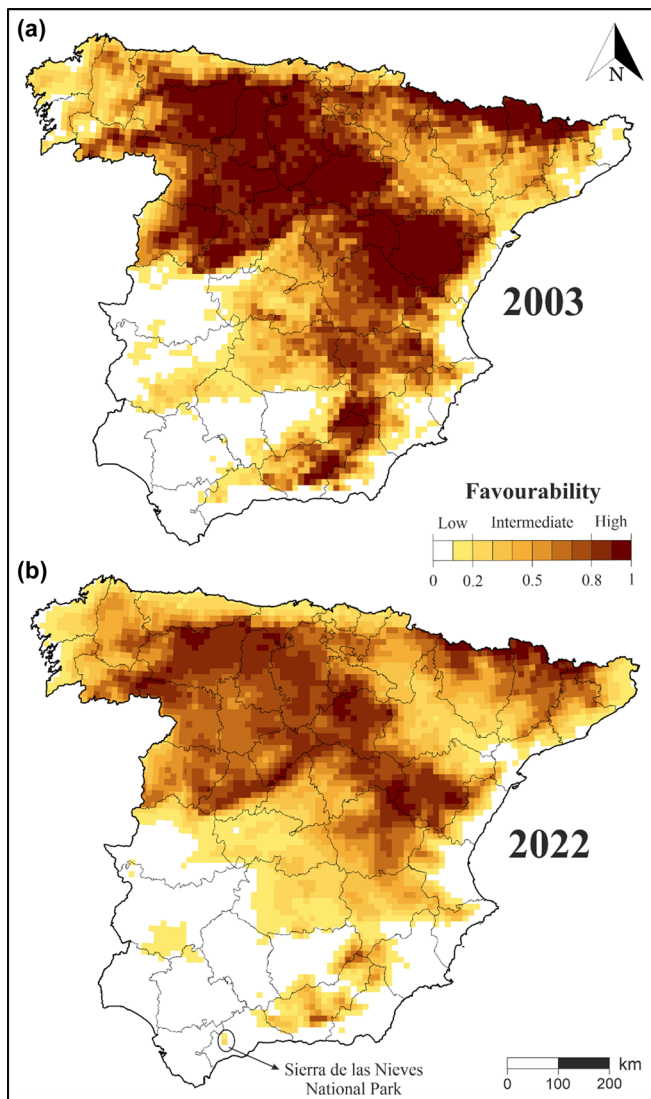 (a)
N
2003
Favourability
Low Intermediate High
0 0.2 0.5 0.8 1
(b)
2022
Sierra de las Nieves
National Park
km
0 100 200